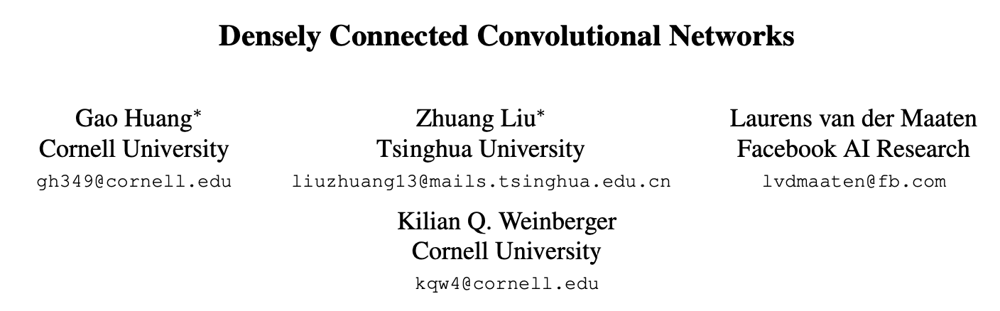 Densely Connected Convolutional Networks
Gao Huang*
Cornell University
gh349@cornell.edu
Zhuang Liu*
Tsinghua University
liuzhuang13@mails.tsinghua.edu.cn
Laurens van der Maaten
Facebook AI Research
lvdmaaten@fb.com
Kilian Q. Weinberger
Cornell University
kqw4@cornell.edu